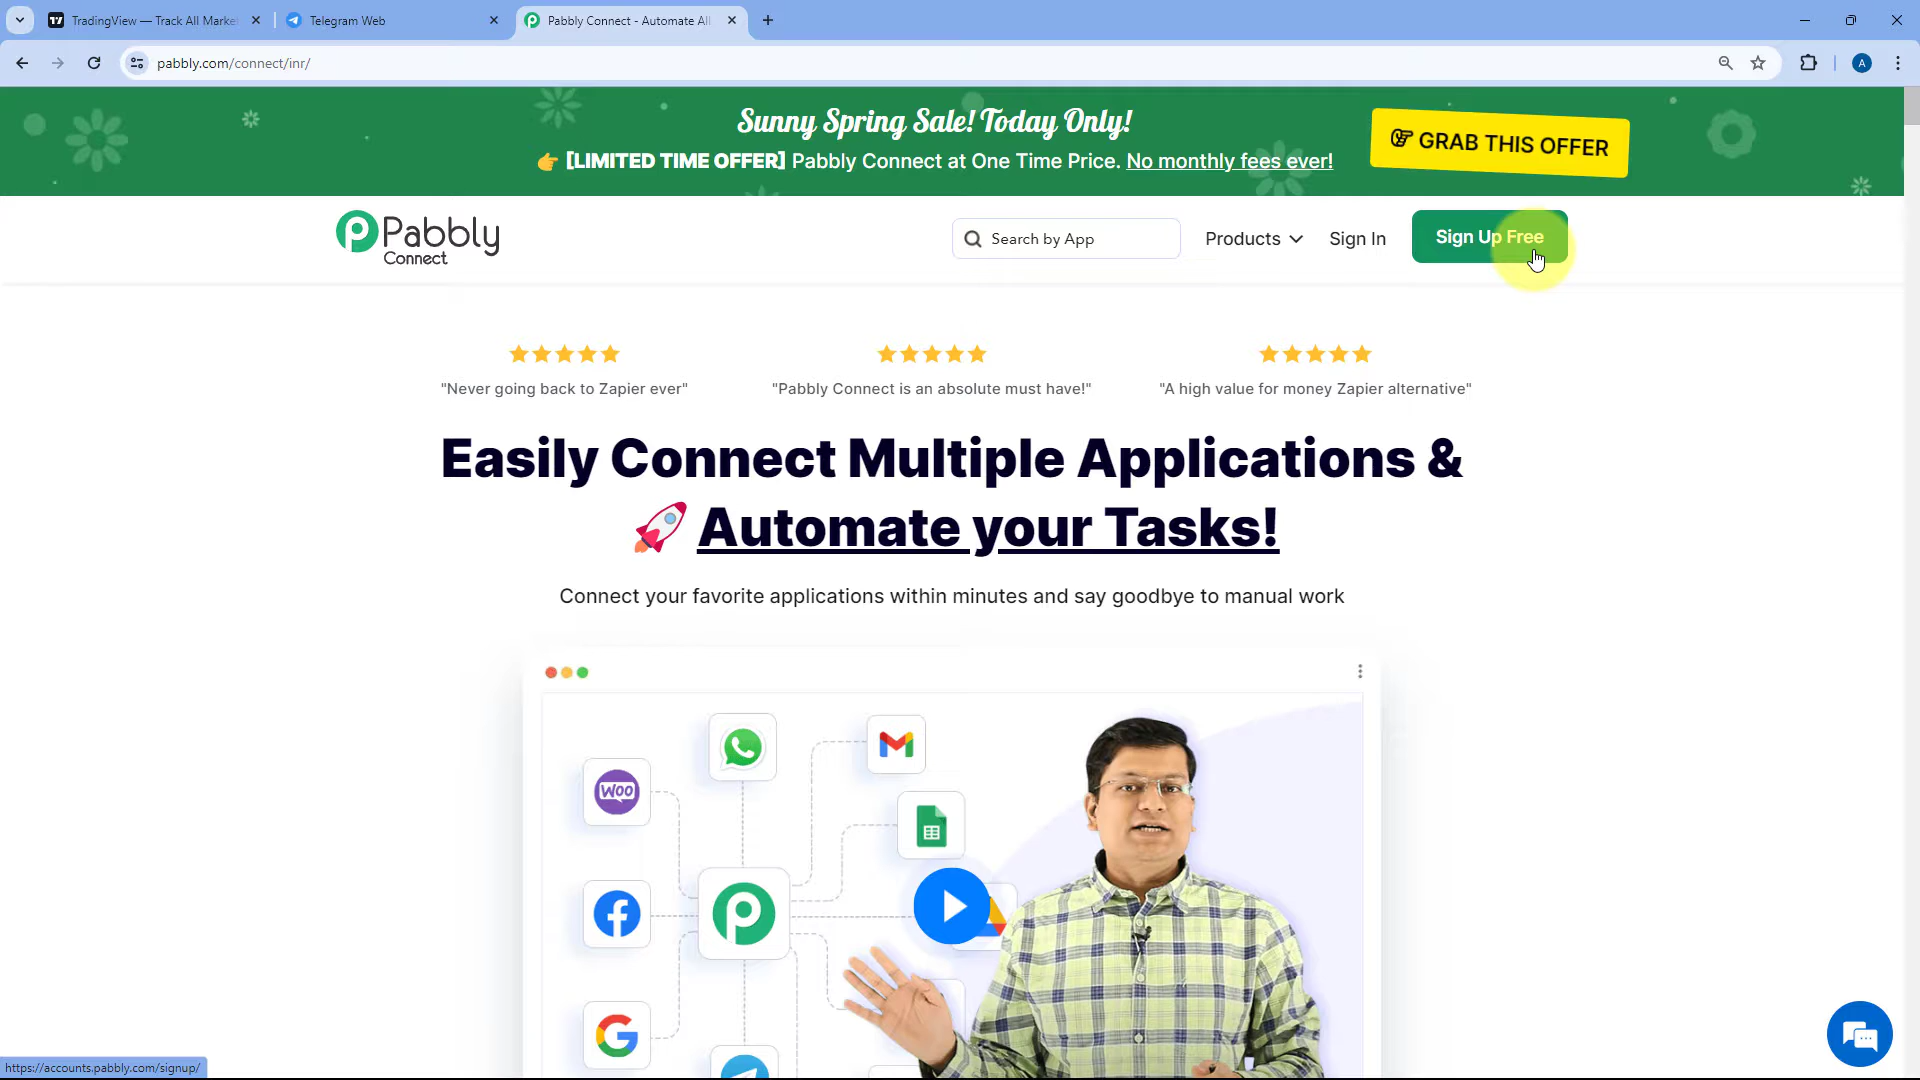 TradingView — Track All Marke
Telegram Web
Pabbly Connect - Automate All
pabbly.com/connect/inr/
A
Sunny Spring Sale! Today Only!
[LIMITED TIME OFFER] Pabbly Connect at One Time Price. No monthly fees ever!
GRAB THIS OFFER
Pabbly
Connect
Search by App
Products
Sign In
Sign Up Free
"Never going back to Zapier ever"
"Pabbly Connect is an absolute must have!"
"A high value for money Zapier alternative"
Easily Connect Multiple Applications &
Automate your Tasks!
Connect your favorite applications within minutes and say goodbye to manual work
WOO
https://accounts.pabbly.com/signup/